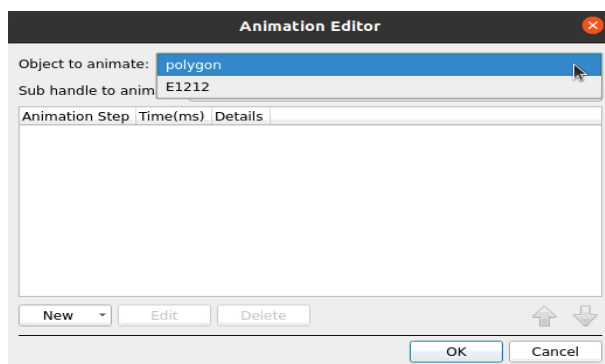 Animation Editor
Object to animate: polygon
Sub handle to anim E1212
Animation Step Time(ms) Details
New Edit Delete
OK Cancel